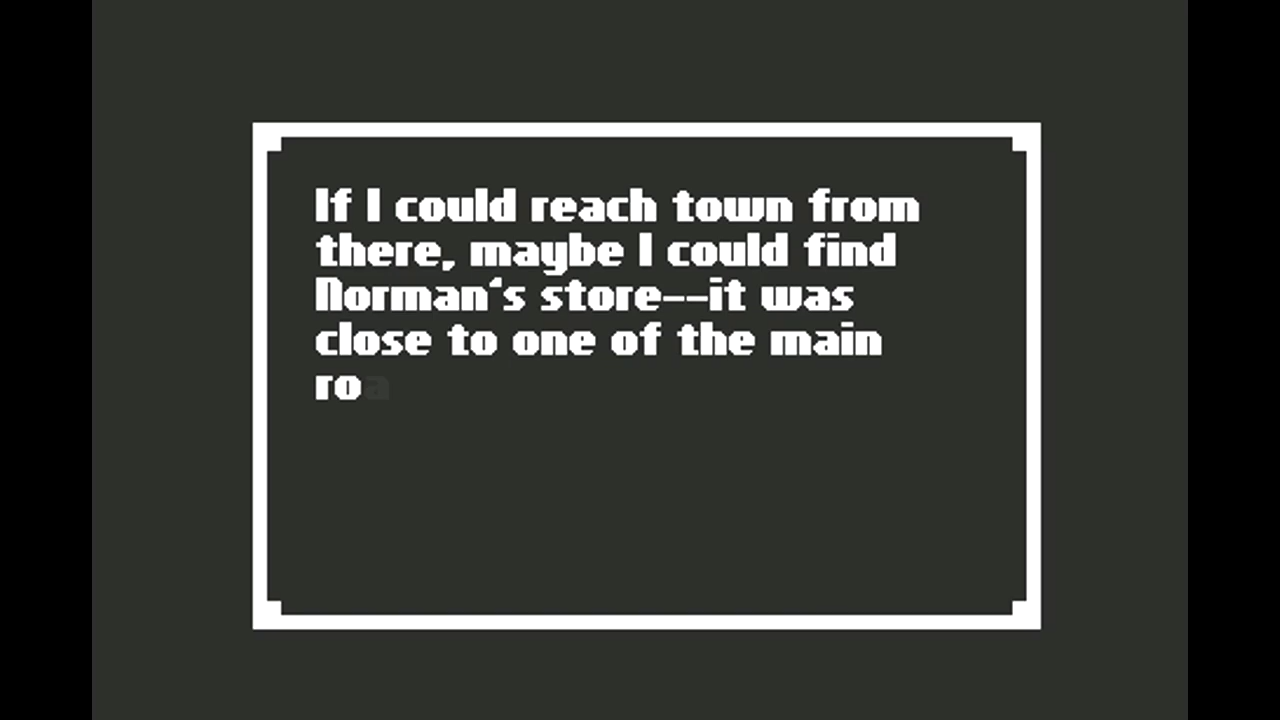 If I could reach town from
there, maybe I could find
Norman's store--it was
close to one of the main
roa